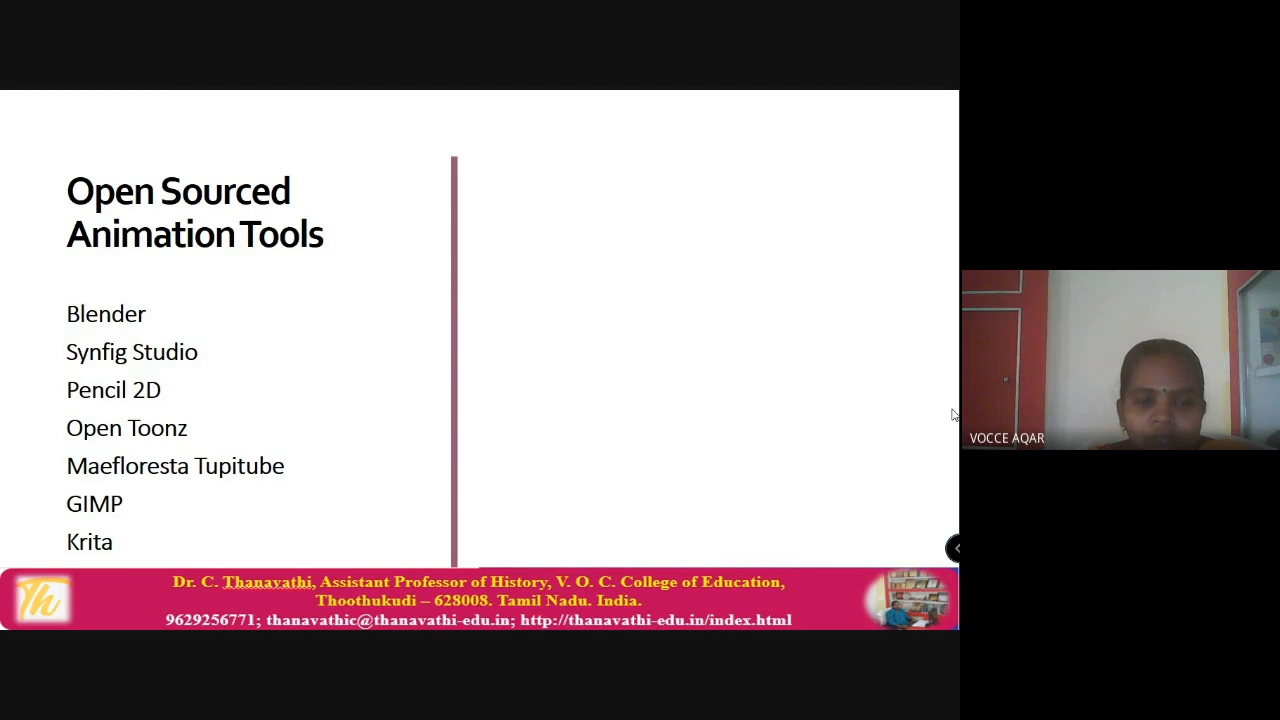 Open Sourced
Animation Tools
Blender
Synfig Studio
Pencil 2D
Open Toonz
Maefloresta Tupitube
GIMP
Krita
VOCCE AQAR
Th
Dr. C. Thanavathi, Assistant Professor of History, V. O. C. College of Education,
Thoothukudi – 628008. Tamil Nadu. India.
9629256771; thanavathic@thanavathi-edu.in; http://thanavathi-edu.in/index.html